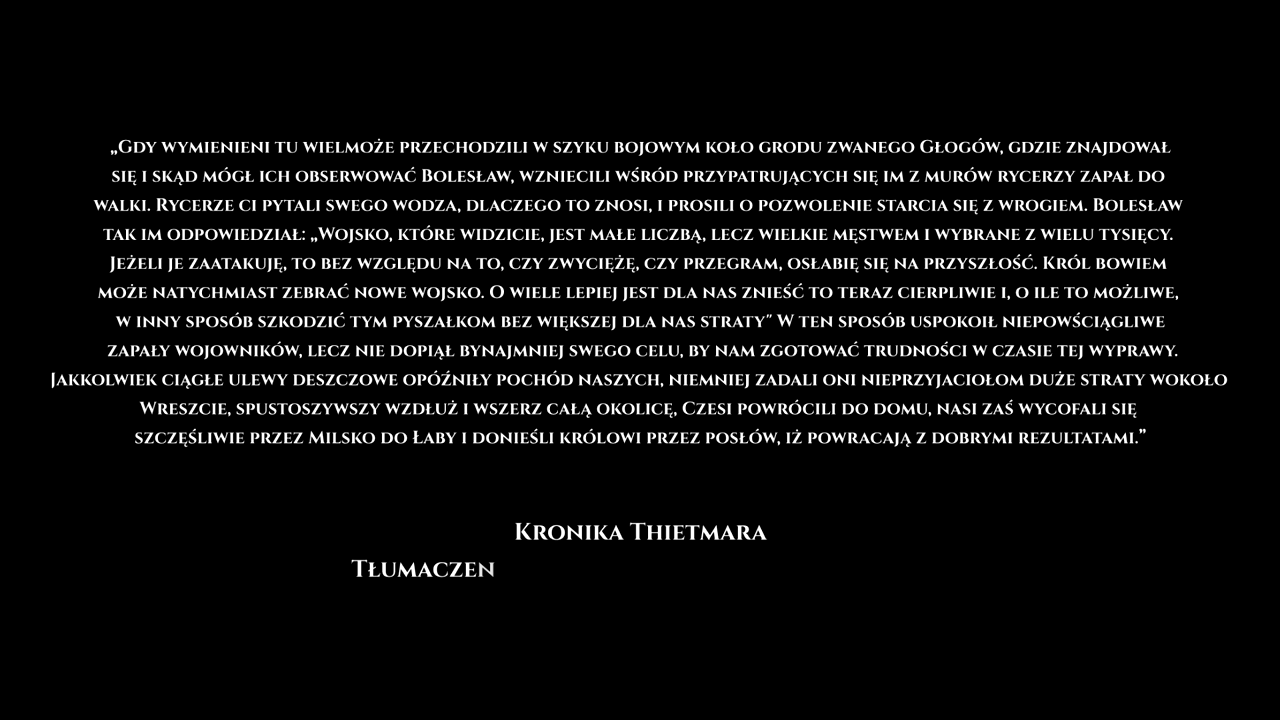 „Gdy wymienieni tu wielmoże przechodzili w szyku bojowym koło grodu zwanego Głogów, gdzie znajdował
się i skąd mógł ich obserwować Bolesław, wzniecili wśród przypatrujących się im z murów rycerzy zapał do
walki. Rycerze ci pytali swego wodza, dlaczego to znosi, i prosili o pozwolenie starcia się z wrogiem. Bolesław
tak im odpowiedział: „Wojsko, które widzicie, jest małe liczbą, lecz wielkie męstwem i wybrane z wielu tysięcy.
Jeżeli je zaatakuję, to bez względu na to, czy zwyciężę, czy przegram, osłabię się na przyszłość. Król bowiem
może natychmiast zebrać nowe wojsko. O wiele lepiej jest dla nas znieść to teraz cierpliwie i, o ile to możliwe,
w inny sposób szkodzić tym pyszałkom bez większej dla nas straty" W ten sposób uspokoił niepowściągliwe
zapały wojowników, lecz nie dopiął bynajmniej swego celu, by nam zgotować trudności w czasie tej wyprawy.
Jakkolwiek ciągłe ulewy deszczowe opóźniły pochód naszych, niemniej zadali oni nieprzyjaciołom duże straty wokoło
Wreszcie, spustoszywszy wzdłuż i wszerz całą okolicę, Czesi powrócili do domu, nasi zaś wycofali się
szczęśliwie przez Milsko do Łaby i donieśli królowi przez posłów, iż powracają z dobrymi rezultatami.”
Kronika Thietmara
Tłumaczen